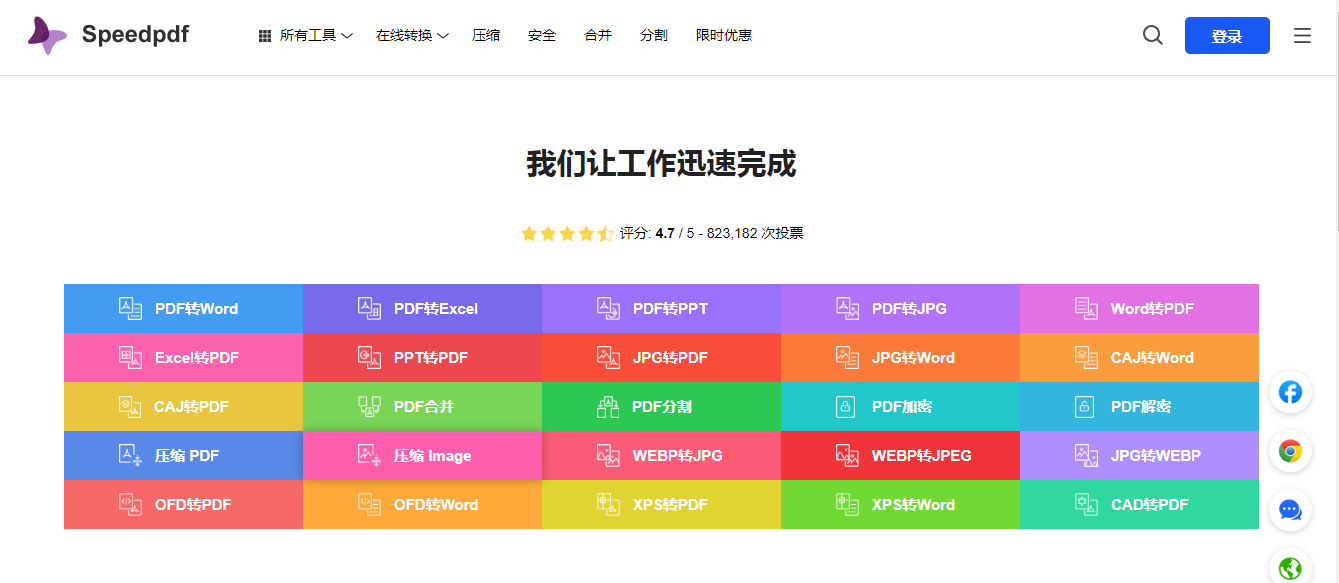 Speedpdf 所有工具 在线转换 压缩 安全 合并 分割 限时优惠 登录
我们让工作迅速完成
评分: 4.7 / 5 - 823,182 次投票
PDF转Word PDF转Excel PDF转PPT PDF转JPG Word转PDF
Excel转PDF PPT转PDF JPG转PDF JPG转Word CAJ转Word
CAJ转PDF PDF合并 PDF分割 PDF加密 PDF解密
压缩 PDF 压缩 Image WEBP转JPG WEBP转JPEG JPG转WEBP
OFD转PDF OFD转Word XPS转PDF XPS转Word CAD转PDF